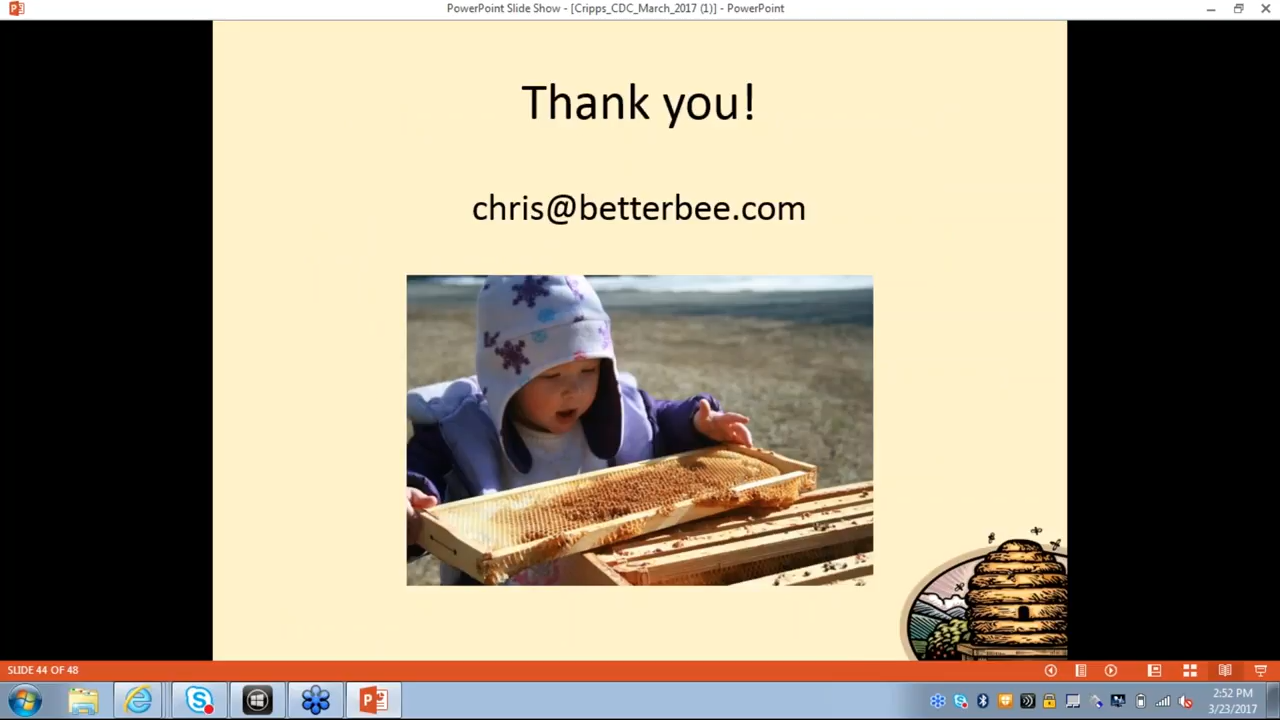 PowerPoint Slide Show - [Cripps_CDC_March_2017 (1)] - PowerPoint
Thank you!
chris@betterbee.com
SLIDE 44 OF 48
2:52 PM
3/23/2017